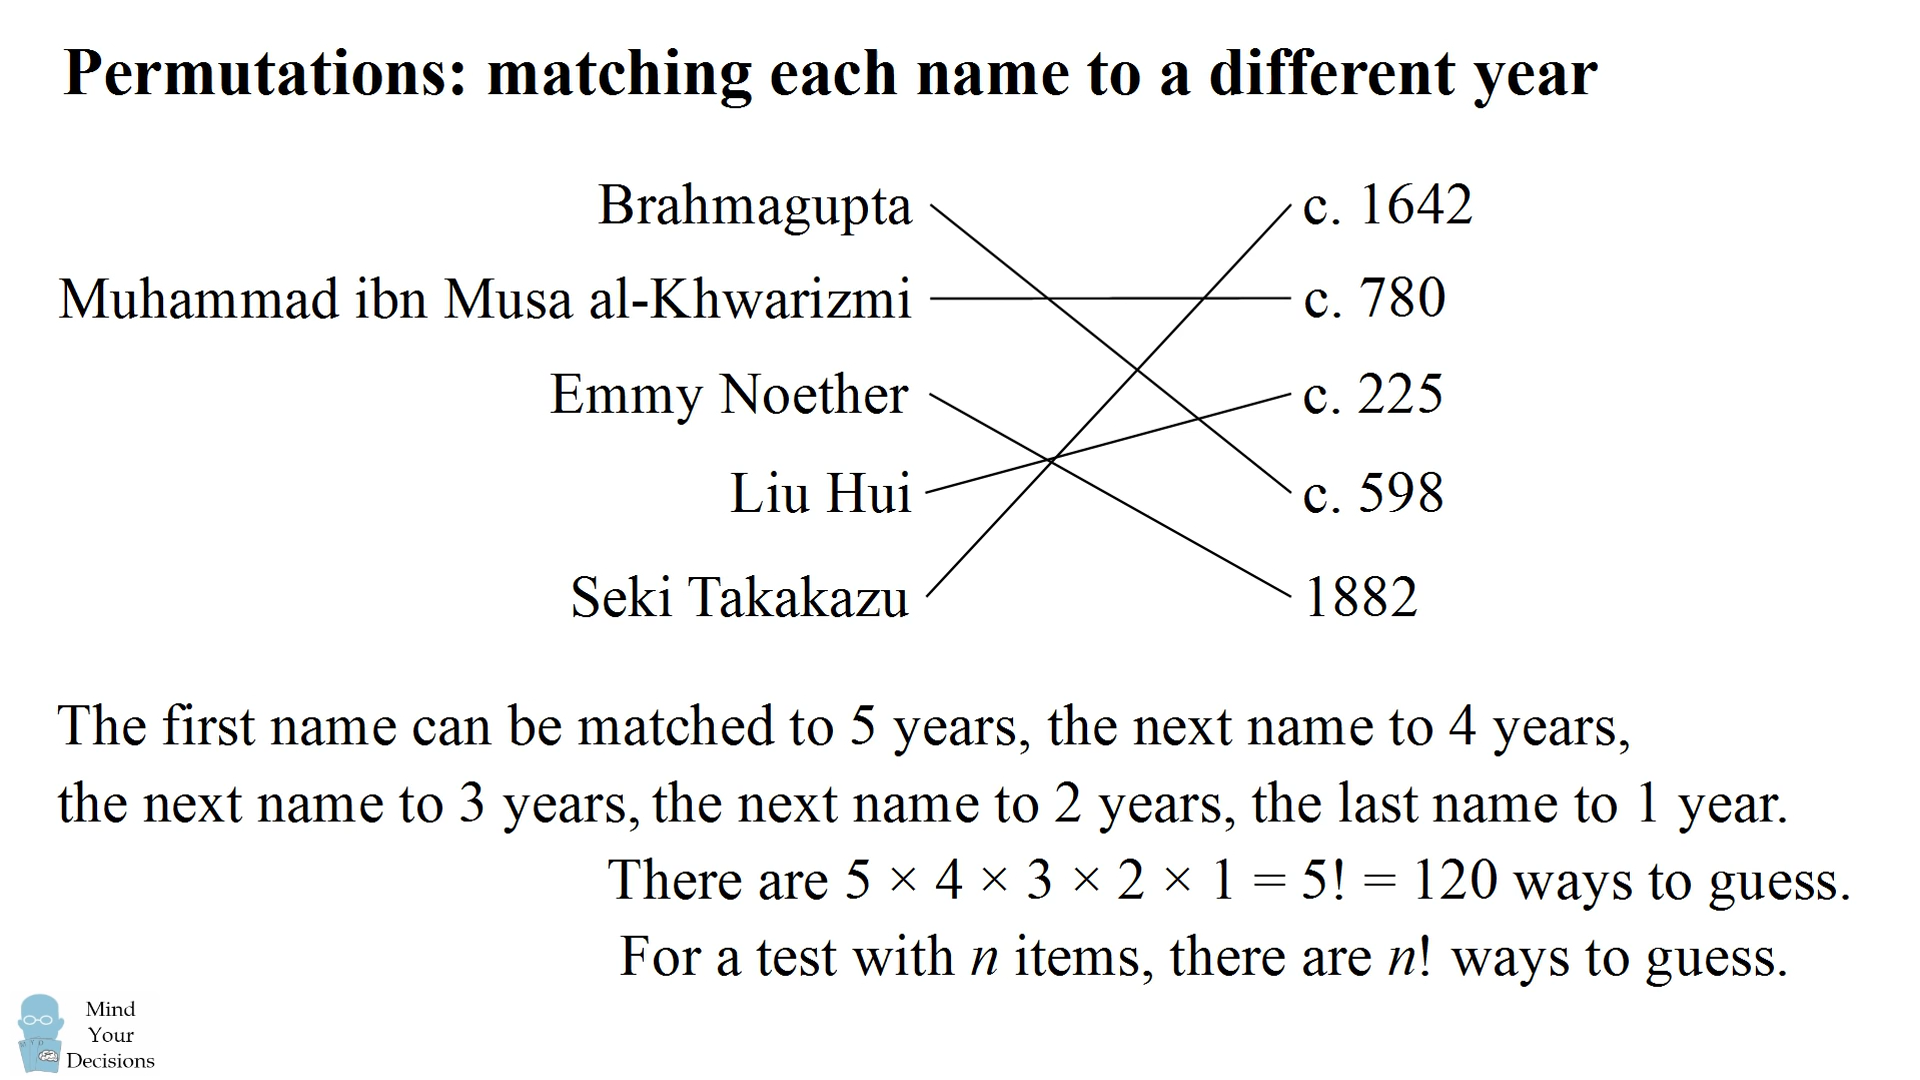 Permutations: matching each name to a different year
Brahmagupta c. 1642
Muhammad ibn Musa al-Khwarizmi c. 780
Emmy Noether c. 225
Liu Hui c. 598
Seki Takakazu 1882
The first name can be matched to 5 years, the next name to 4 years,
the next name to 3 years, the next name to 2 years, the last name to 1 year.
There are 5 × 4 × 3 × 2 × 1 = 5! = 120 ways to guess.
For a test with n items, there are n! ways to guess.
Mind
Your
Decisions
M Y D